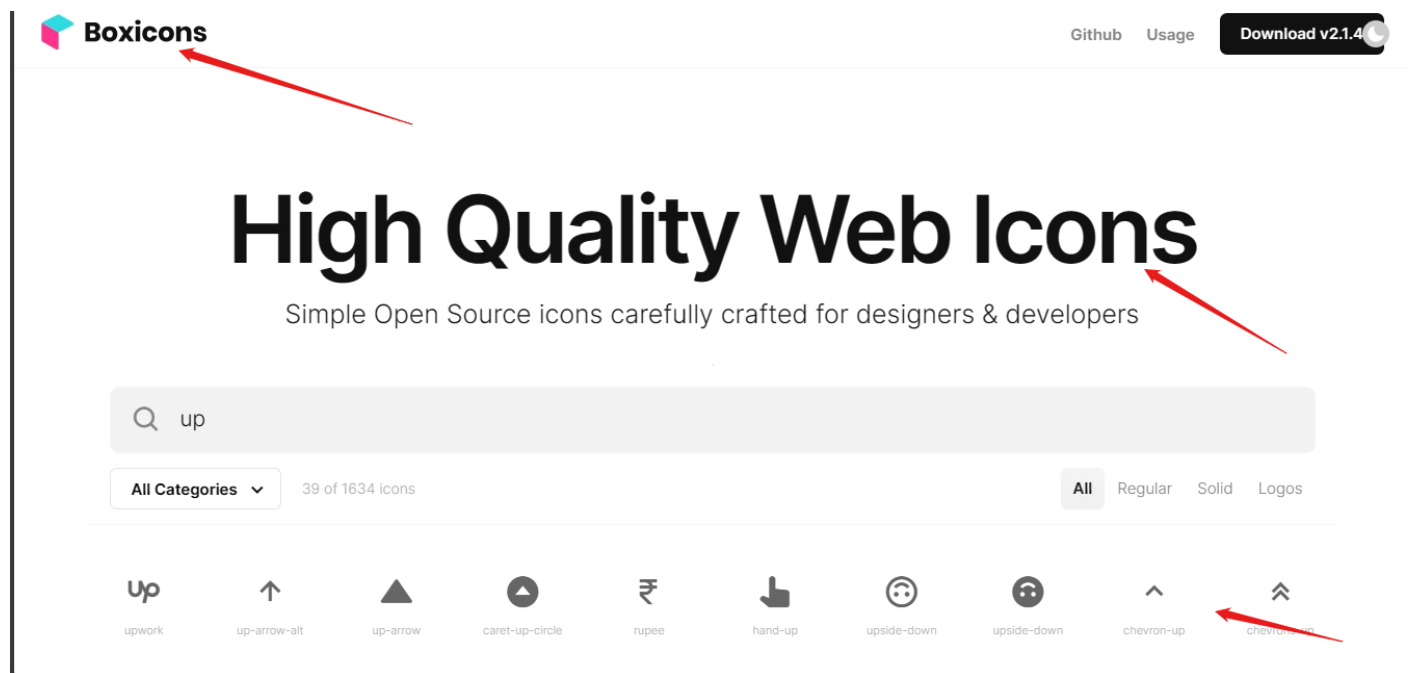 Boxicons
Github Usage Download v2.1.4
High Quality Web Icons
Simple Open Source icons carefully crafted for designers & developers
up
All Categories 39 of 1634 icons All Regular Solid Logos
up
upwork up-arrow-alt up-arrow caret-up-circle rupee hand-up upside-down upside-down chevron-up chevrons-up